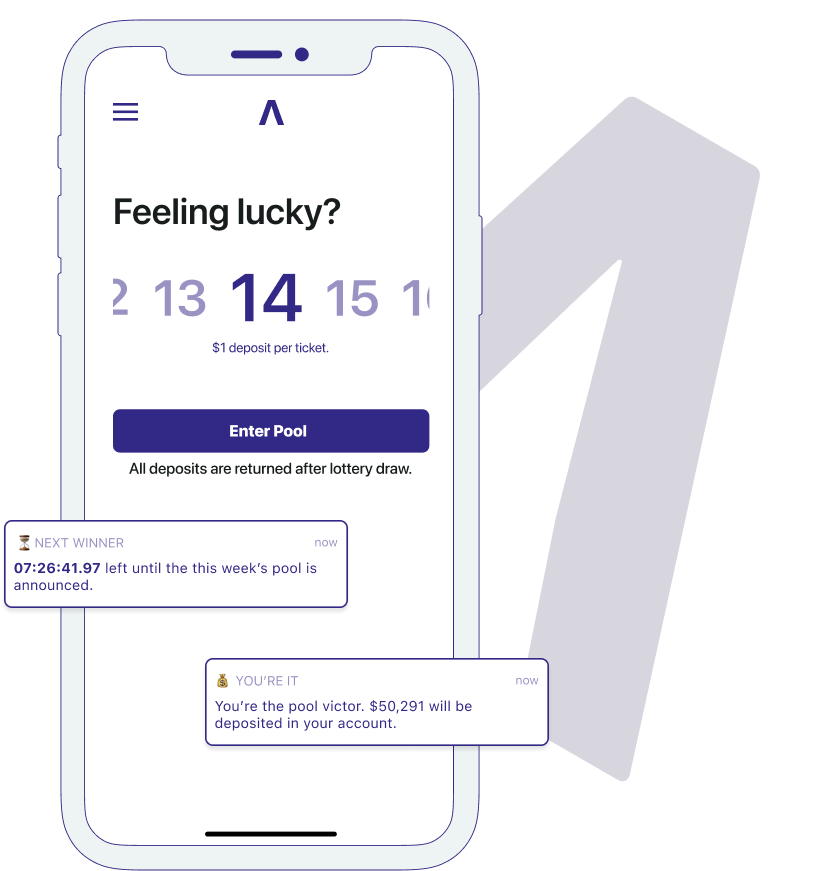 Feeling lucky?
2 13 14 15 1
$1 deposit per ticket.
Enter Pool
All deposits are returned after lottery draw.
⏳ NEXT WINNER now
07:26:41.97 left until the this week’s pool is
announced.
💰 YOU’RE IT now
You’re the pool victor. $50,291 will be
deposited in your account.